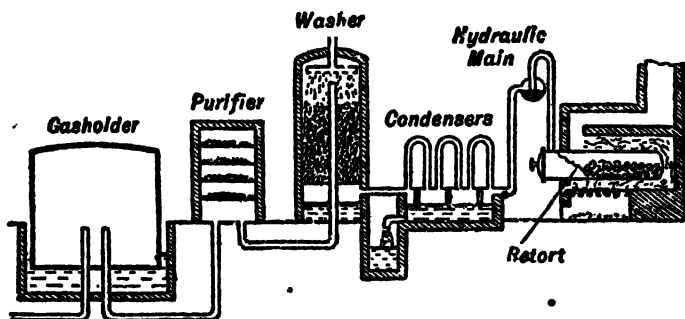 Washer
Hydraulic
Main
Purifier
Condensers
Gasholder
Retort